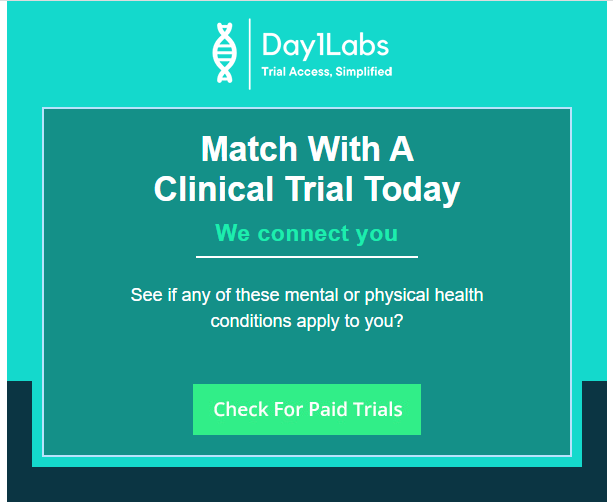 Day1Labs
Trial Access, Simplified
Match With A
Clinical Trial Today
We connect you
See if any of these mental or physical health
conditions apply to you?
Check For Paid Trials